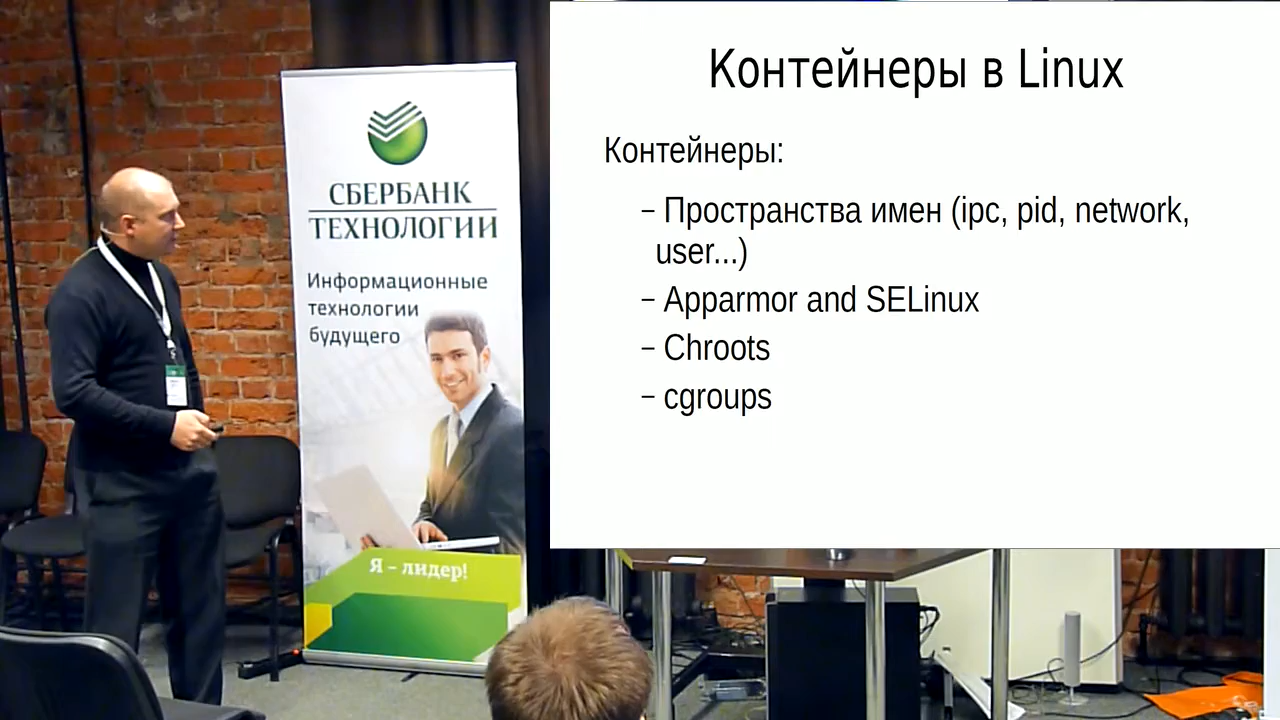 СБЕРБАНК
ТЕХНОЛОГИИ
Информационные
технологии
будущего
Я – лидер!
Контейнеры в Linux
Контейнеры:
– Пространства имен (ipc, pid, network,
user...)
– Apparmor and SELinux
– Chroots
– cgroups